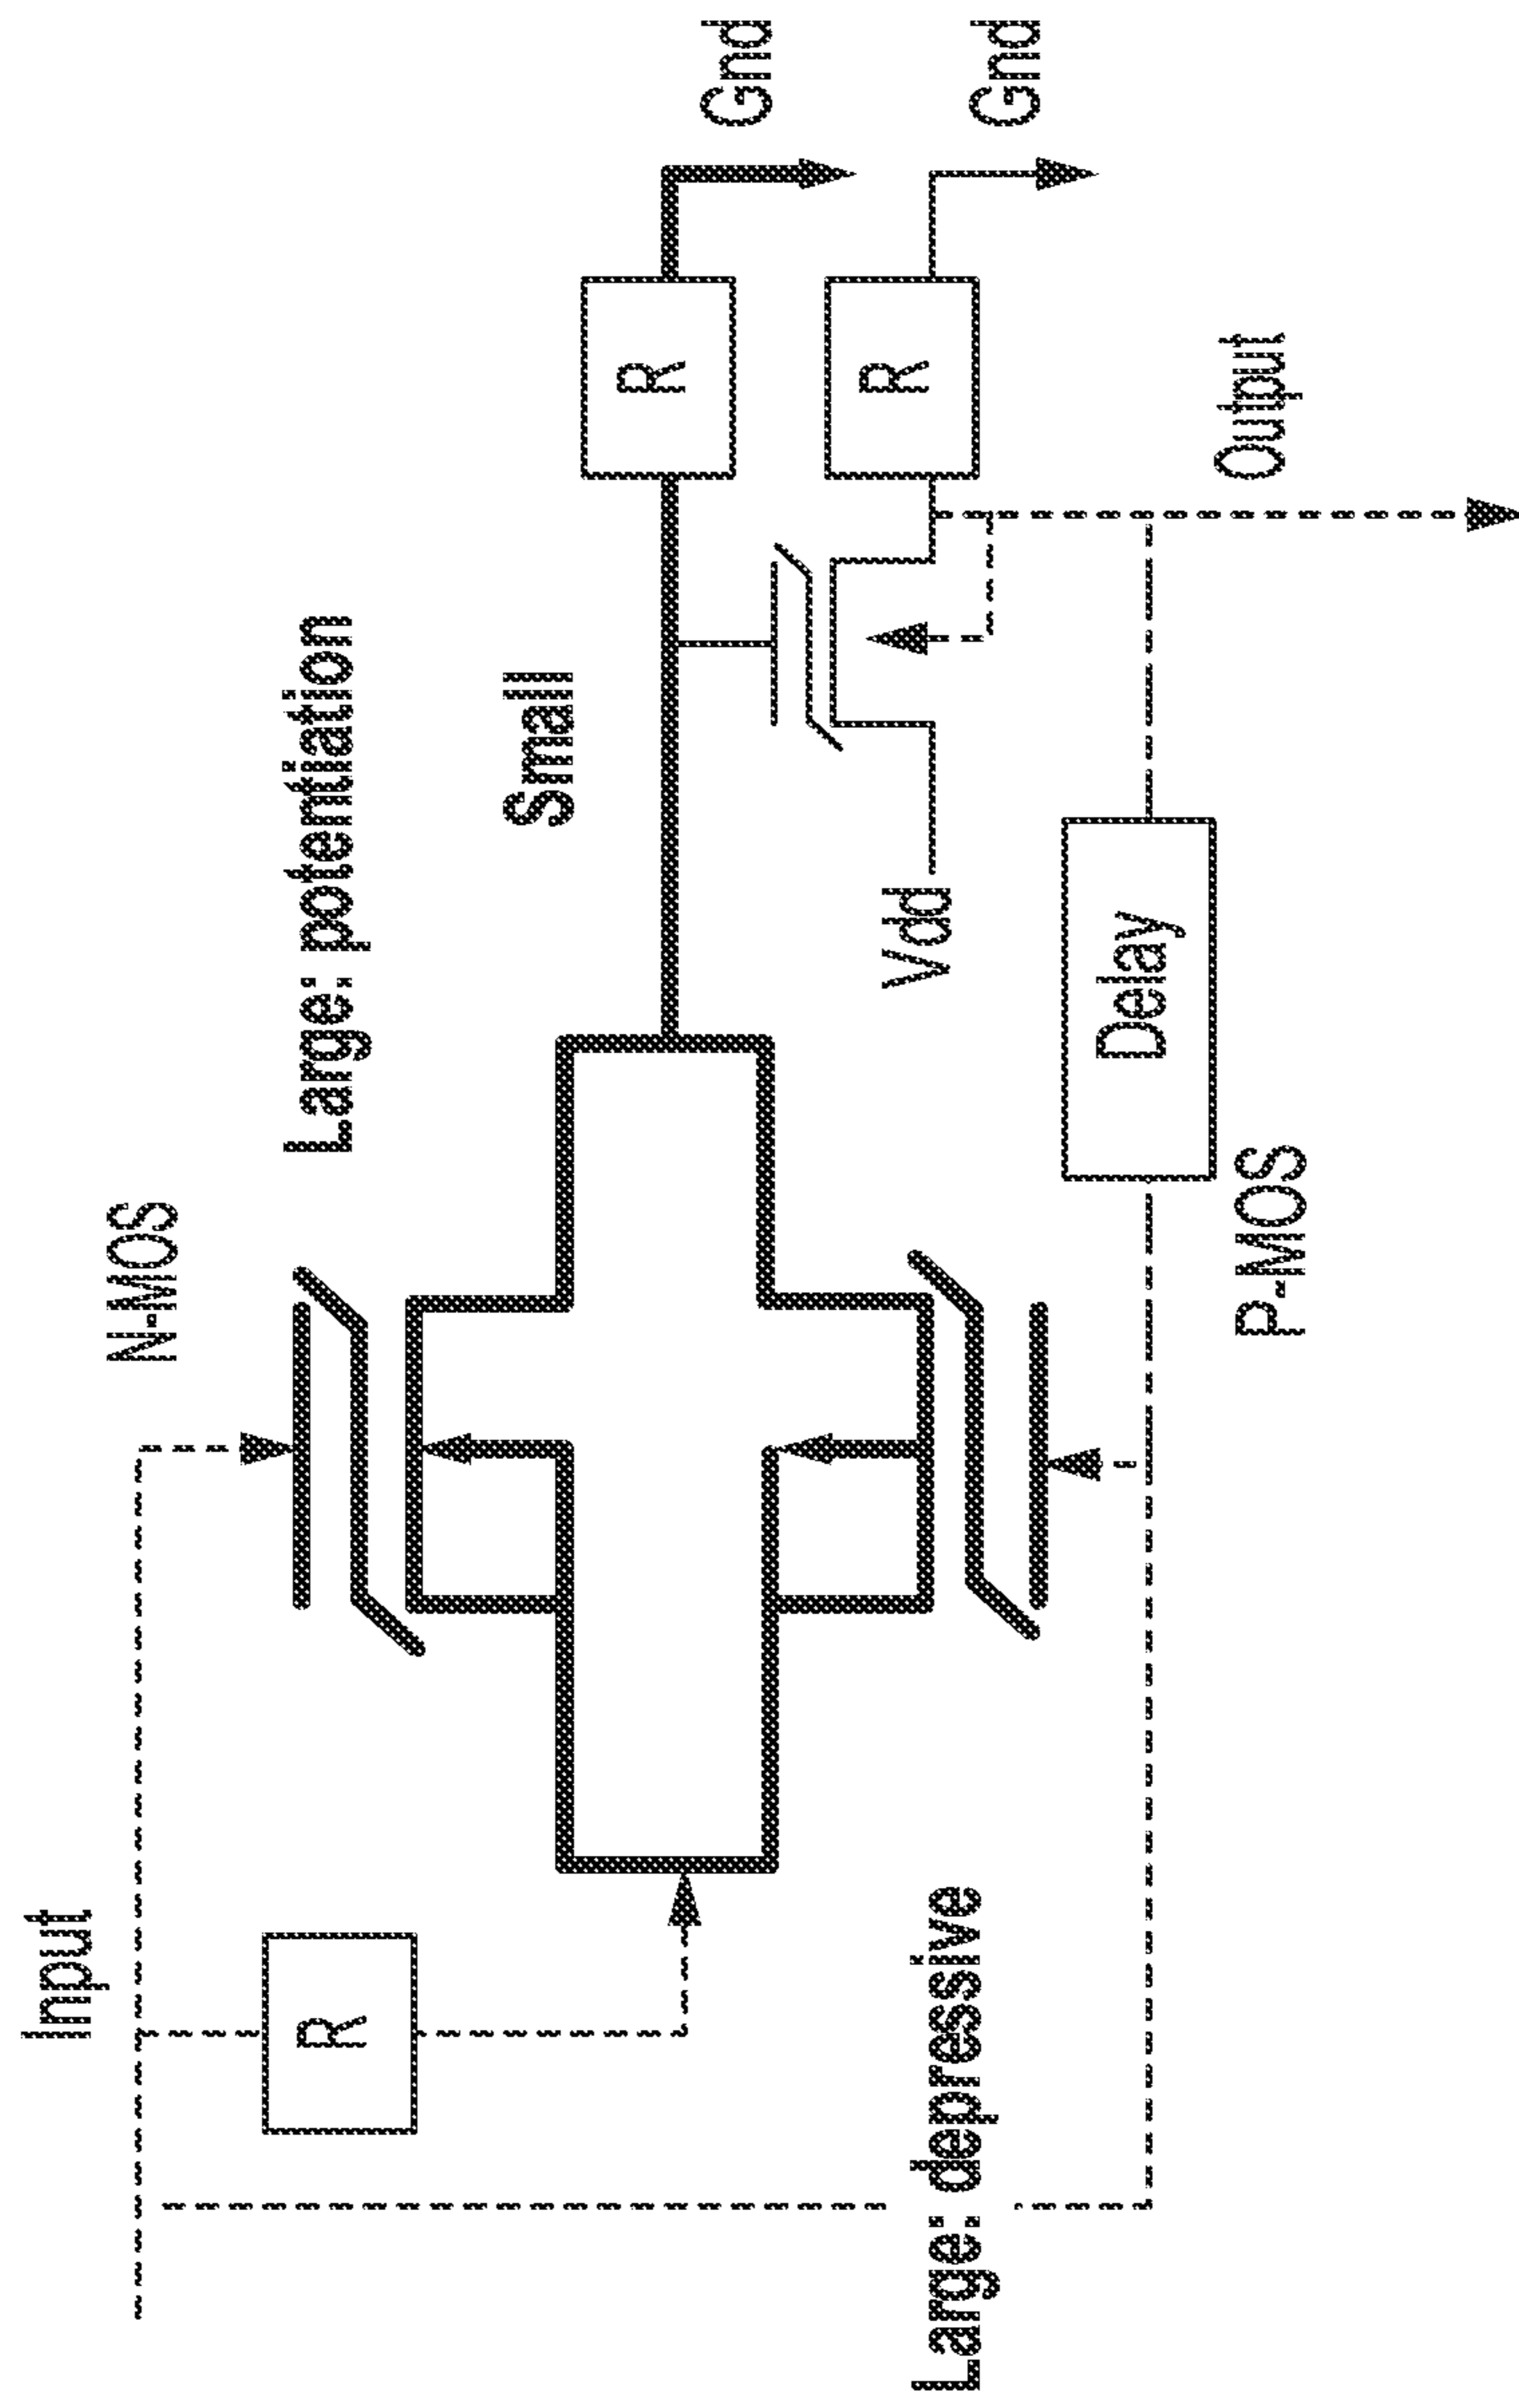 Input
N-MOS
R
Large: potentiation
Small
R
Gnd
R
Gnd
Vdd
Large: depressive
Delay
Output
P-MOS